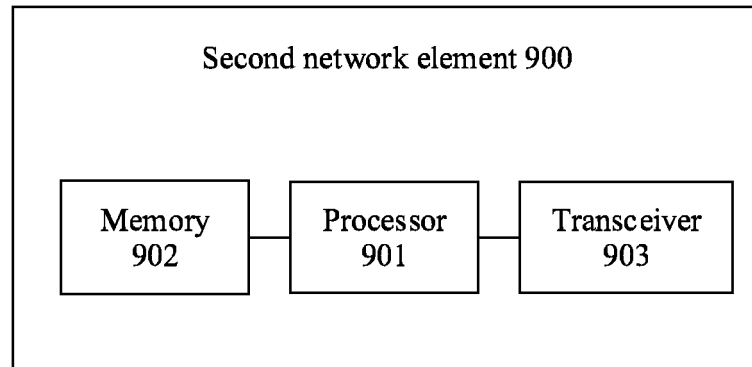 Second network element 900
Memory
902
Processor
901
Transceiver
903